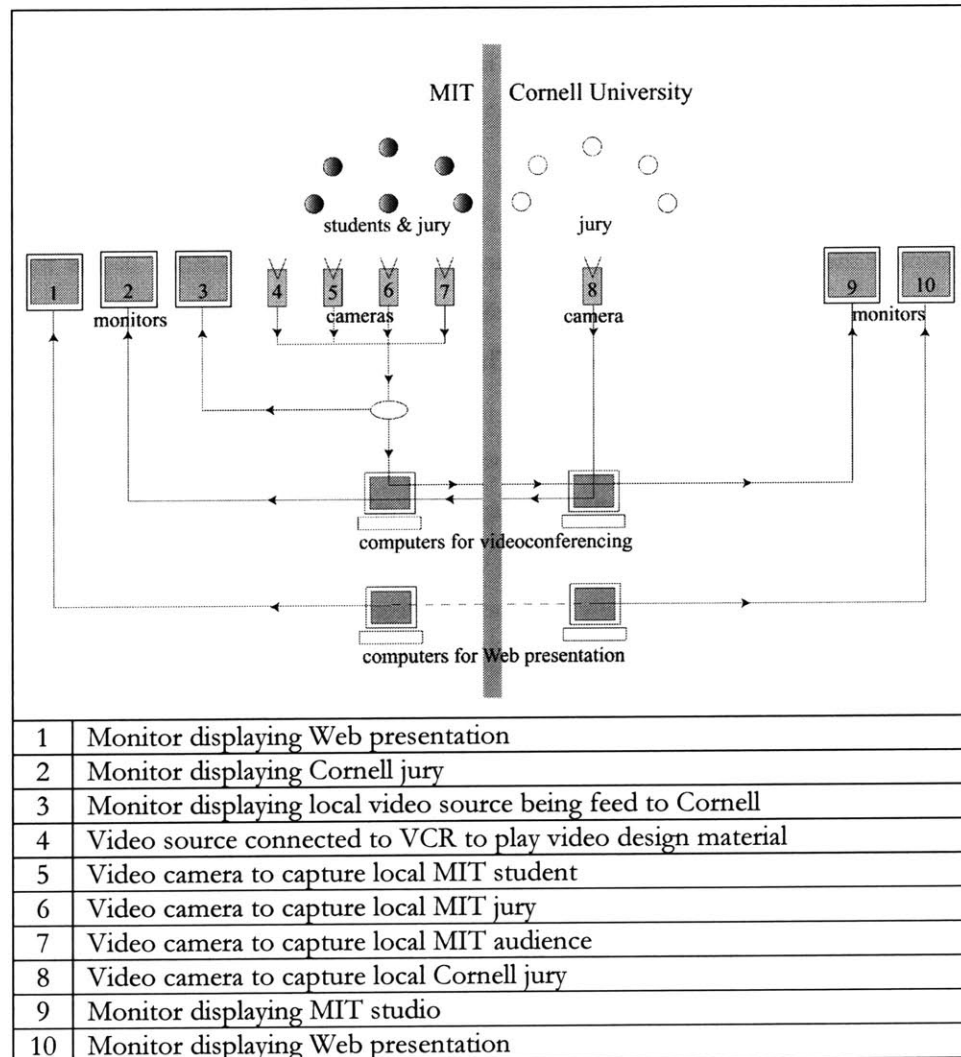 MIT Cornell University
students & jury jury
1 2 3 4 5 6 7 8 9 10
monitors cameras camera monitors
computers for videoconferencing
computers for Web presentation
1 Monitor displaying Web presentation
2 Monitor displaying Cornell jury
3 Monitor displaying local video source being feed to Cornell
4 Video source connected to VCR to play video design material
5 Video camera to capture local MIT student
6 Video camera to capture local MIT jury
7 Video camera to capture local MIT audience
8 Video camera to capture local Cornell jury
9 Monitor displaying MIT studio
10 Monitor displaying Web presentation